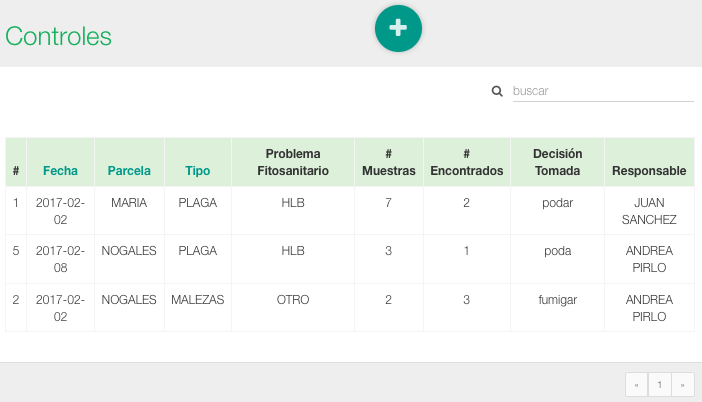 Controles
+
buscar
# Fecha Parcela Tipo Problema Fitosanitario # Muestras # Encontrados Decisión Tomada Responsable
1 2017-02-02 MARIA PLAGA HLB 7 2 podar JUAN SANCHEZ
5 2017-02-08 NOGALES PLAGA HLB 3 1 poda ANDREA PIRLO
2 2017-02-02 NOGALES MALEZAS OTRO 2 3 fumigar ANDREA PIRLO
« 1 »